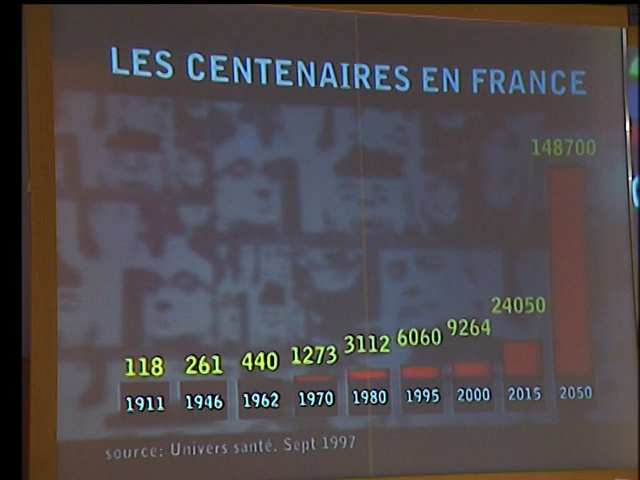 LES CENTENAIRES EN FRANCE
148700
24050
118 261 440 1273 3112 6060 9264
1911 1946 1962 1970 1980 1995 2000 2015 2050
source: Univers santé. Sept 1997